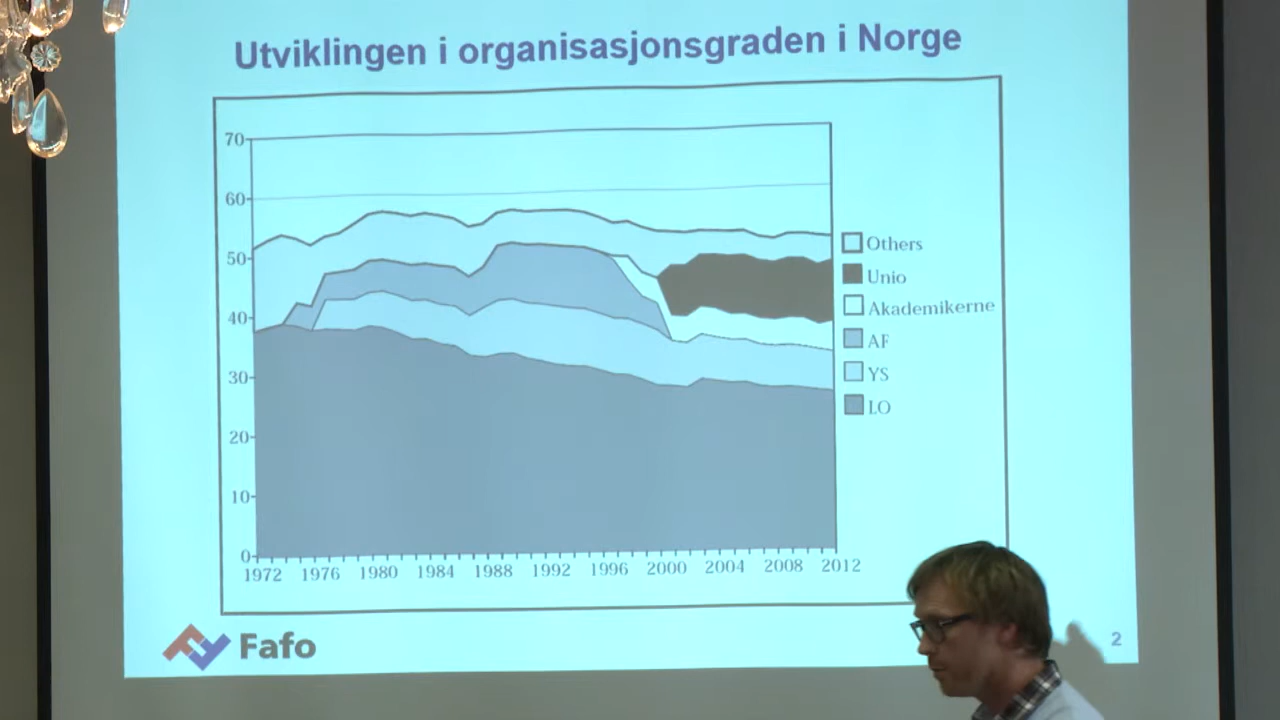 Utviklingen i organisasjonsgraden i Norge
70
60
50
40
30
20
10
0
1972 1976 1980 1984 1988 1992 1996 2000 2004 2008 2012
Others
Unio
Akademikerne
AF
YS
LO
Fafo
2